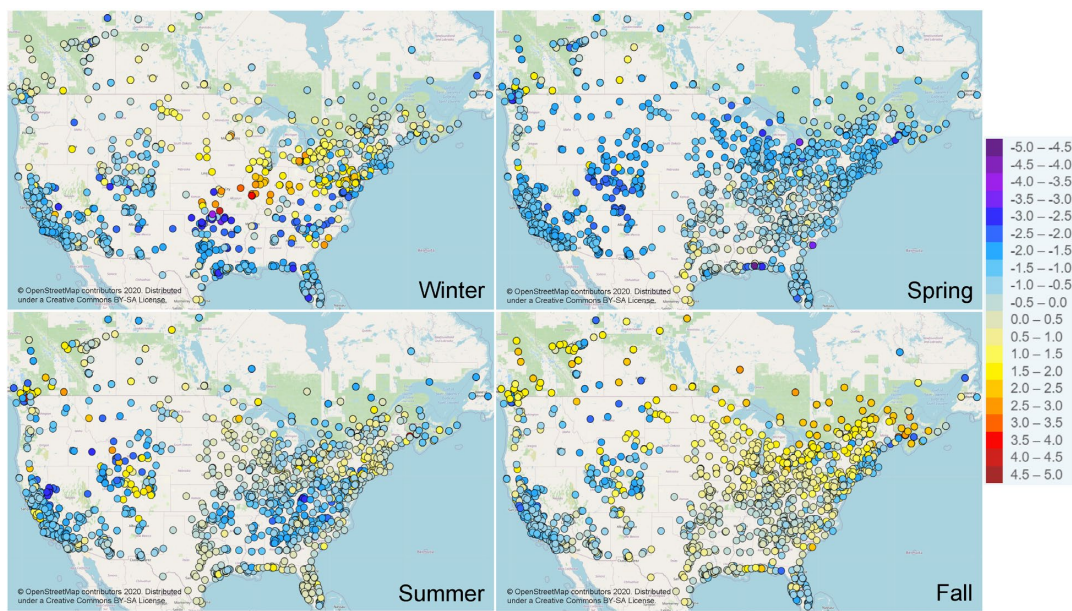 © OpenStreetMap contributors 2020. Distributed
under a Creative Commons BY-SA License.
Winter
© OpenStreetMap contributors 2020. Distributed
under a Creative Commons BY-SA License.
Spring
-5.0 – -4.5
-4.5 – -4.0
-4.0 – -3.5
-3.5 – -3.0
-3.0 – -2.5
-2.5 – -2.0
-2.0 – -1.5
-1.5 – -1.0
-1.0 – -0.5
-0.5 – 0.0
0.0 – 0.5
0.5 – 1.0
1.0 – 1.5
1.5 – 2.0
2.0 – 2.5
2.5 – 3.0
3.0 – 3.5
3.5 – 4.0
4.0 – 4.5
4.5 – 5.0
© OpenStreetMap contributors 2020. Distributed
under a Creative Commons BY-SA License.
Summer
© OpenStreetMap contributors 2020. Distributed
under a Creative Commons BY-SA License.
Fall